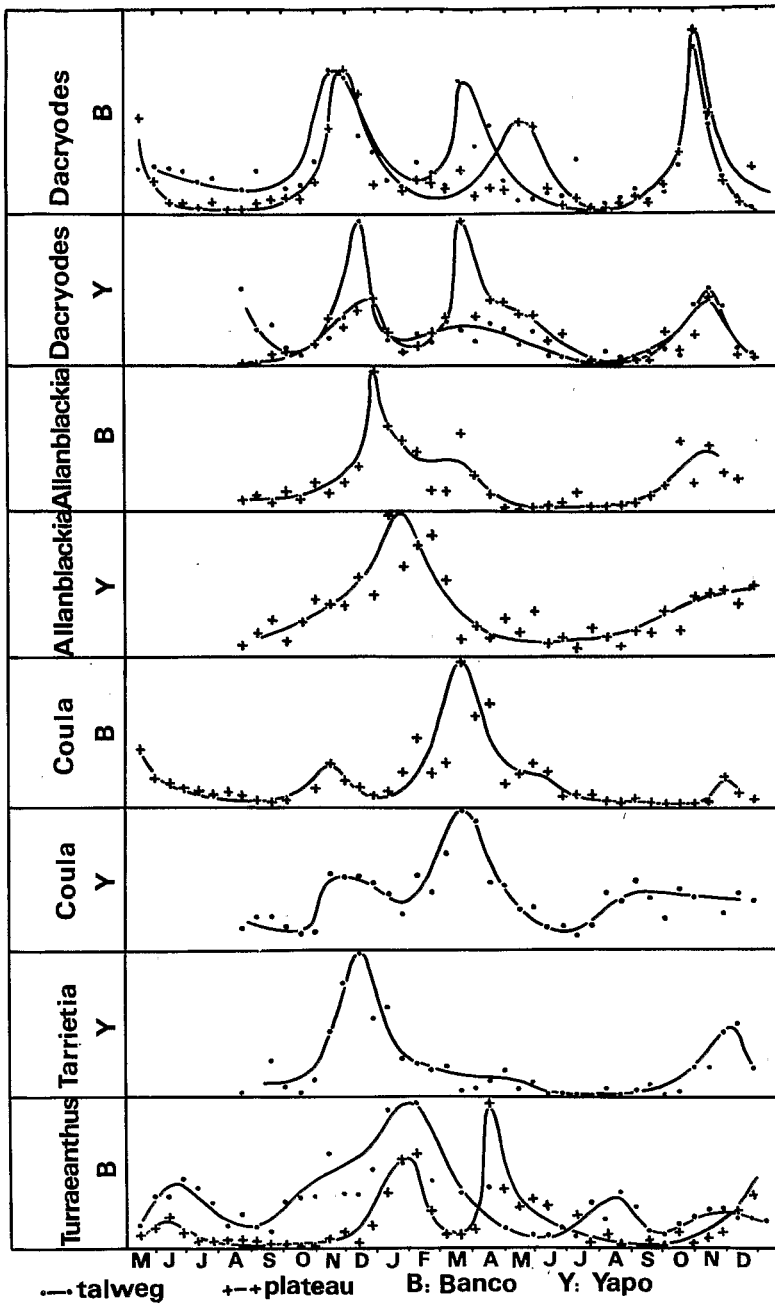 Dacryodes
B
Dacryodes
Y
Allanblackia
B
Allanblackia
Y
Coula
B
Coula
Y
Tarrietia
Y
Turraeanthus
B
M J J A S O N D J F M A M J J A S O N D
talweg plateau B: Banco Y: Yapo